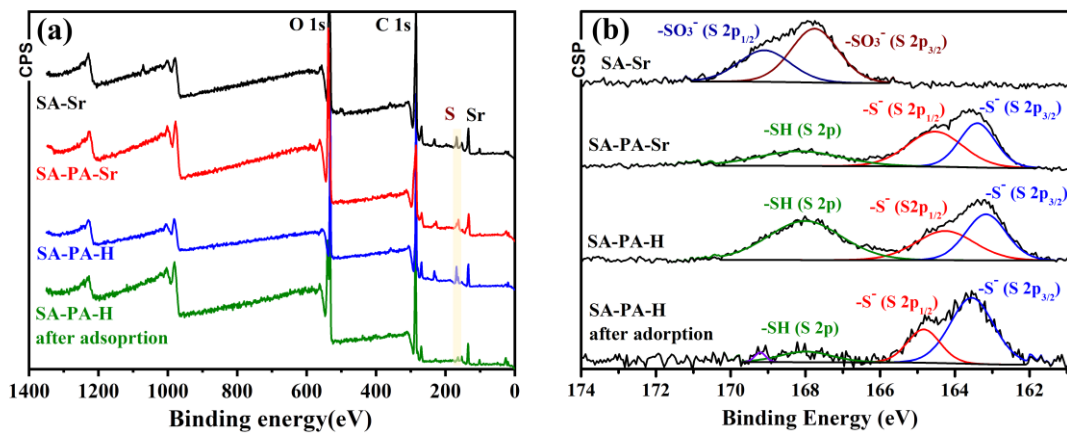 (a)
O 1s
C 1s
CPS
SA-Sr
S
Sr
SA-PA-Sr
SA-PA-H
SA-PA-H
after adsoprtion
1400 1200 1000 800 600 400 200 0
Binding energy(eV)
(b)
CSP
-SO3⁻ (S 2p1/2)
-SO3⁻ (S 2p3/2)
SA-Sr
-S⁻ (S 2p1/2)
-S⁻ (S 2p3/2)
SA-PA-Sr
-SH (S 2p)
-S⁻ (S2p1/2)
-S⁻ (S 2p3/2)
-SH (S 2p)
SA-PA-H
-S⁻ (S 2p1/2)
-S⁻ (S 2p3/2)
SA-PA-H
after adorption
-SH (S 2p)
174 172 170 168 166 164 162
Binding Energy (eV)